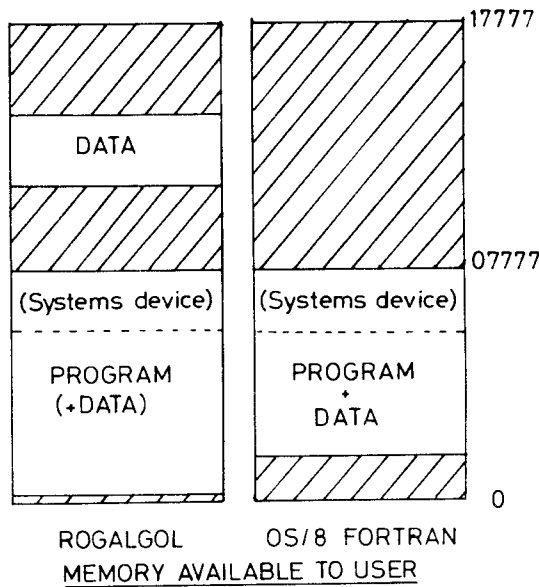 17777
DATA
07777
(Systems device) (Systems device)
PROGRAM
(+DATA)
PROGRAM
+
DATA
0
ROGALGOL OS/8 FORTRAN
MEMORY AVAILABLE TO USER